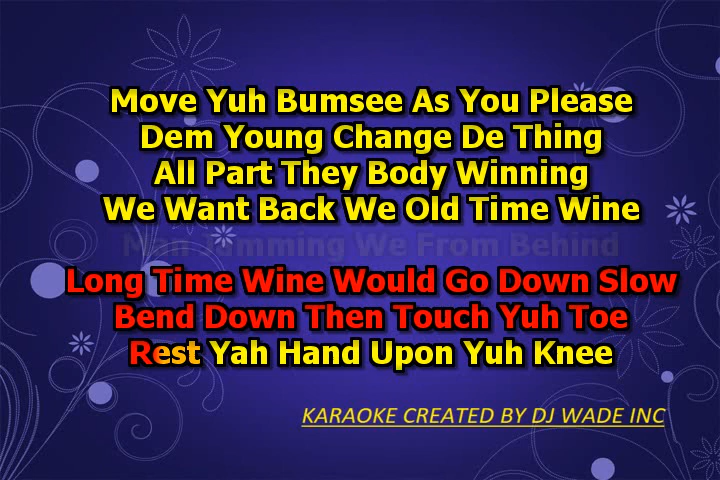 Move Yuh Bumsee As You Please
Dem Young Change De Thing
All Part They Body Winning
We Want Back We Old Time Wine
Man Jamming We From Behind
Long Time Wine Would Go Down Slow
Bend Down Then Touch Yuh Toe
Rest Yah Hand Upon Yuh Knee
KARAOKE CREATED BY DJ WADE INC